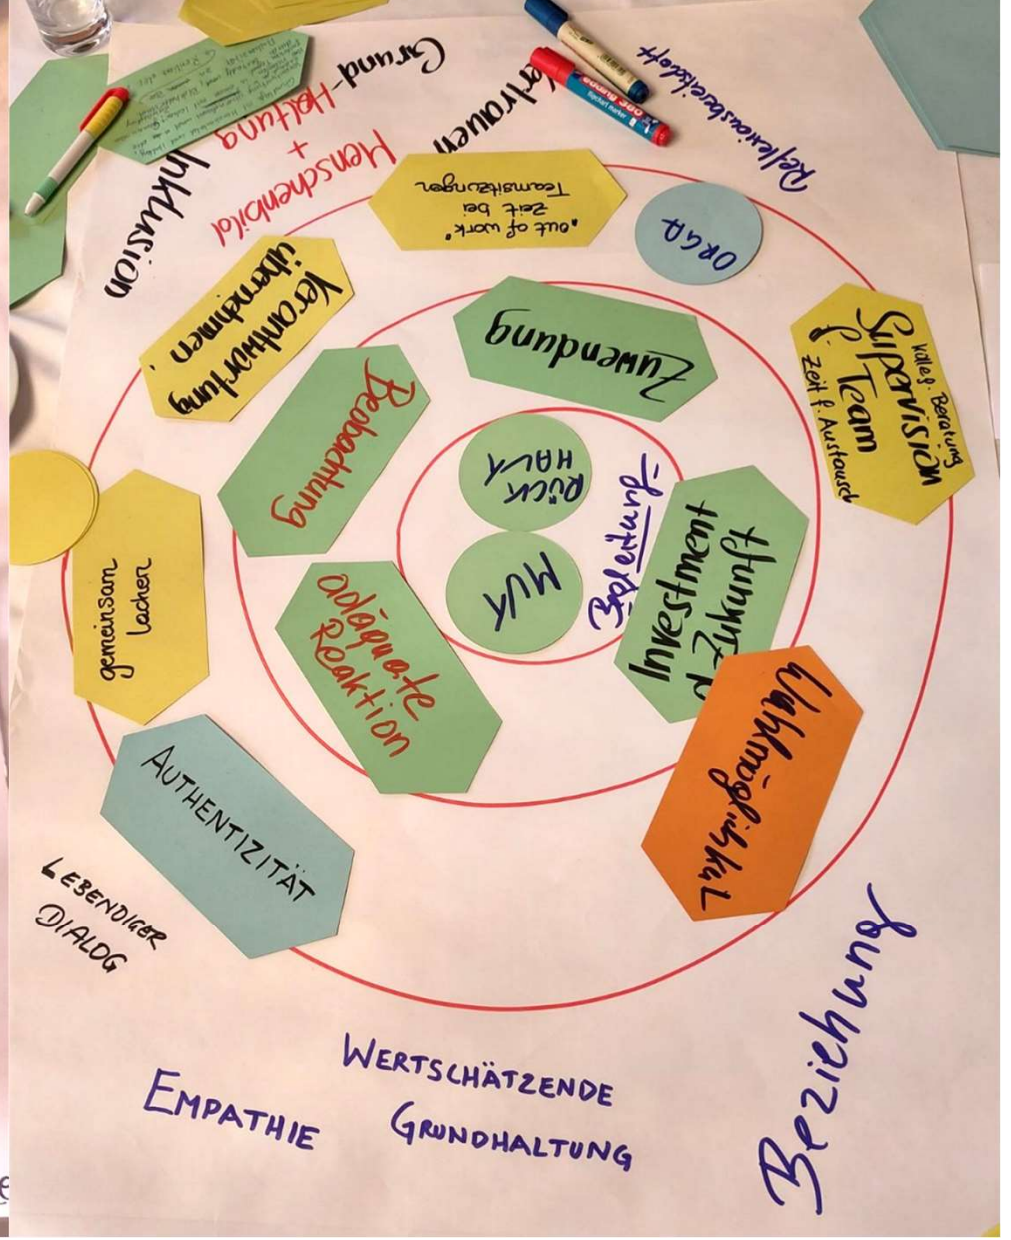 Grund-
Haltung
+
Menschenbild
Inklusion
Reflexionsbereitschaft
"out of work"
Zeit bei
Teamsitzungen
ORGA
Verantwortung
übernehmen
Zuwendung
Beobachtung
Supervision
Kolleg. Beratung
f. Team
Zeit f. Austausch
RÜCK
HALT
MUT
Begleitung
Investment
Zukunft
gemeinsam
lachen
adäquate
Reaktion
Wahlmöglichkeit
AUTHENTIZITÄT
LEBENDIGER
DIALOG
Beziehung
WERTSCHÄTZENDE
GRUNDHALTUNG
EMPATHIE